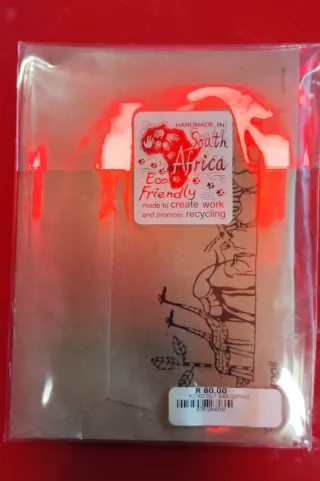 HANDMADE IN
South
Africa
Eco
Friendly
made to create work
and promote recycling
R 80.00